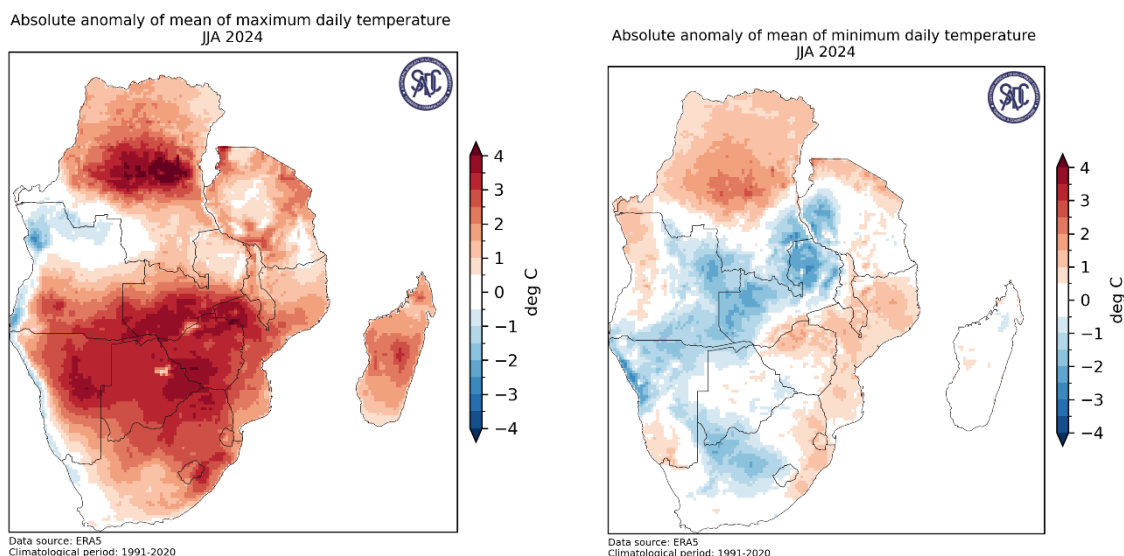 Absolute anomaly of mean of maximum daily temperature
JJA 2024
SADC
4
3
2
1
0
−1
−2
−3
−4
deg C
Data source: ERA5
Climatological period: 1991-2020
Absolute anomaly of mean of minimum daily temperature
JJA 2024
SADC
4
3
2
1
0
−1
−2
−3
−4
deg C
Data source: ERA5
Climatological period: 1991-2020